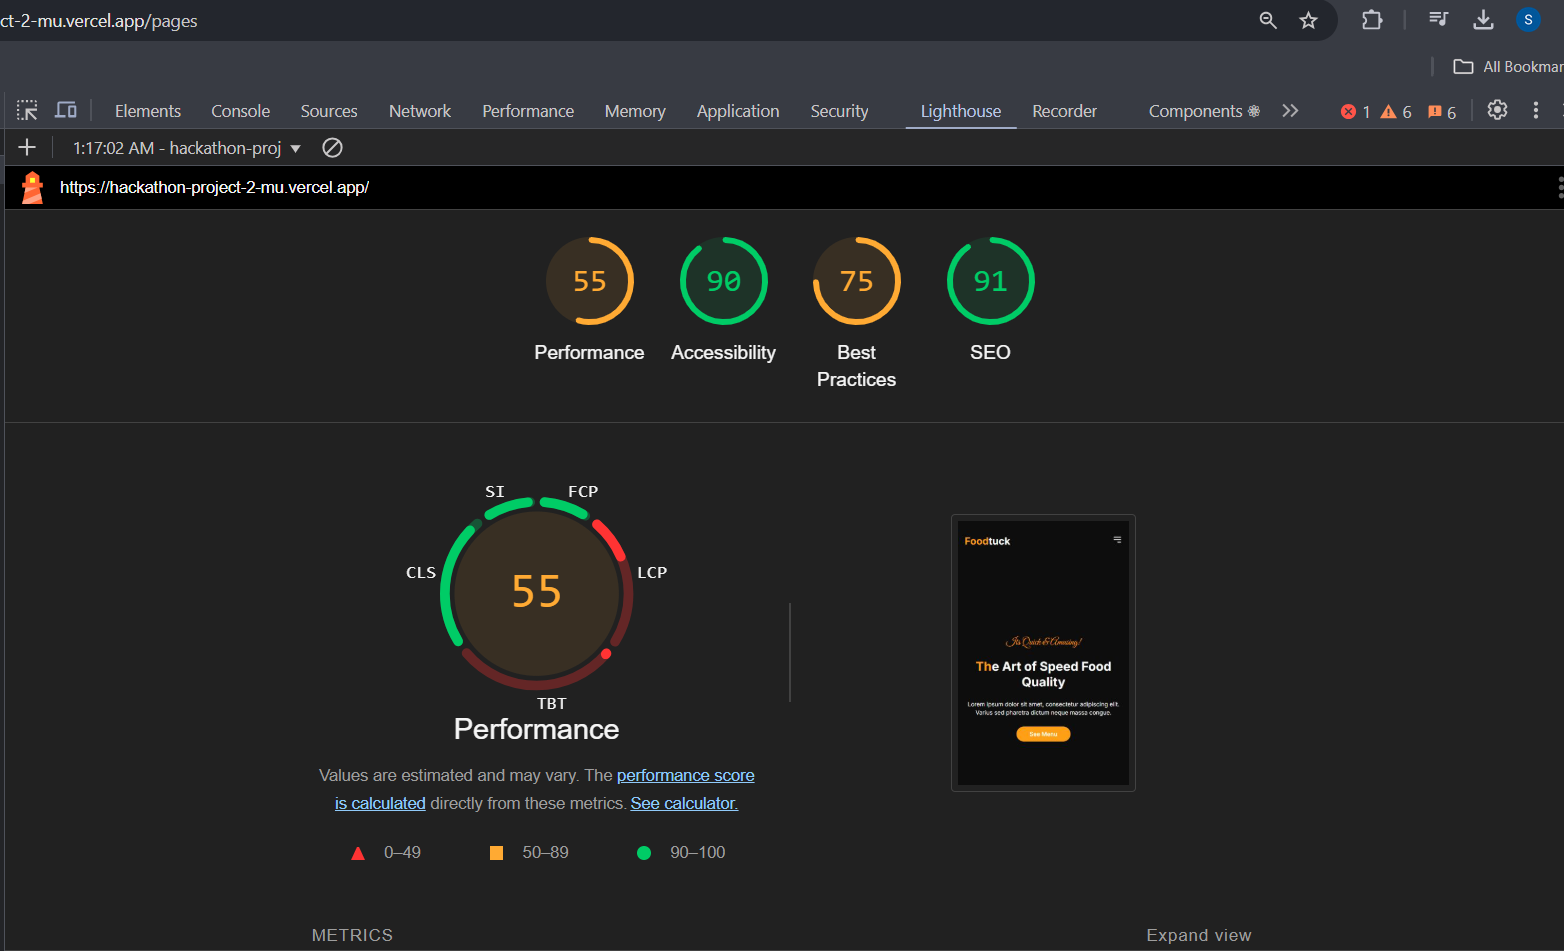 ct-2-mu.vercel.app/pages
S
All Bookmar
Elements Console Sources Network Performance Memory Application Security Lighthouse Recorder Components 1 6 6
1:17:02 AM - hackathon-proj
https://hackathon-project-2-mu.vercel.app/
55 90 75 91
Performance Accessibility Best Practices SEO
SI FCP
CLS LCP
55
TBT
Performance
Values are estimated and may vary. The performance score
is calculated directly from these metrics. See calculator.
0–49 50–89 90–100
Foodtuck
Its Quick & Amusing!
The Art of Speed Food
Quality
Lorem ipsum dolor sit amet, consectetur adipiscing elit.
Varius sed pharetra dictum neque massa congue.
See Menu
METRICS Expand view